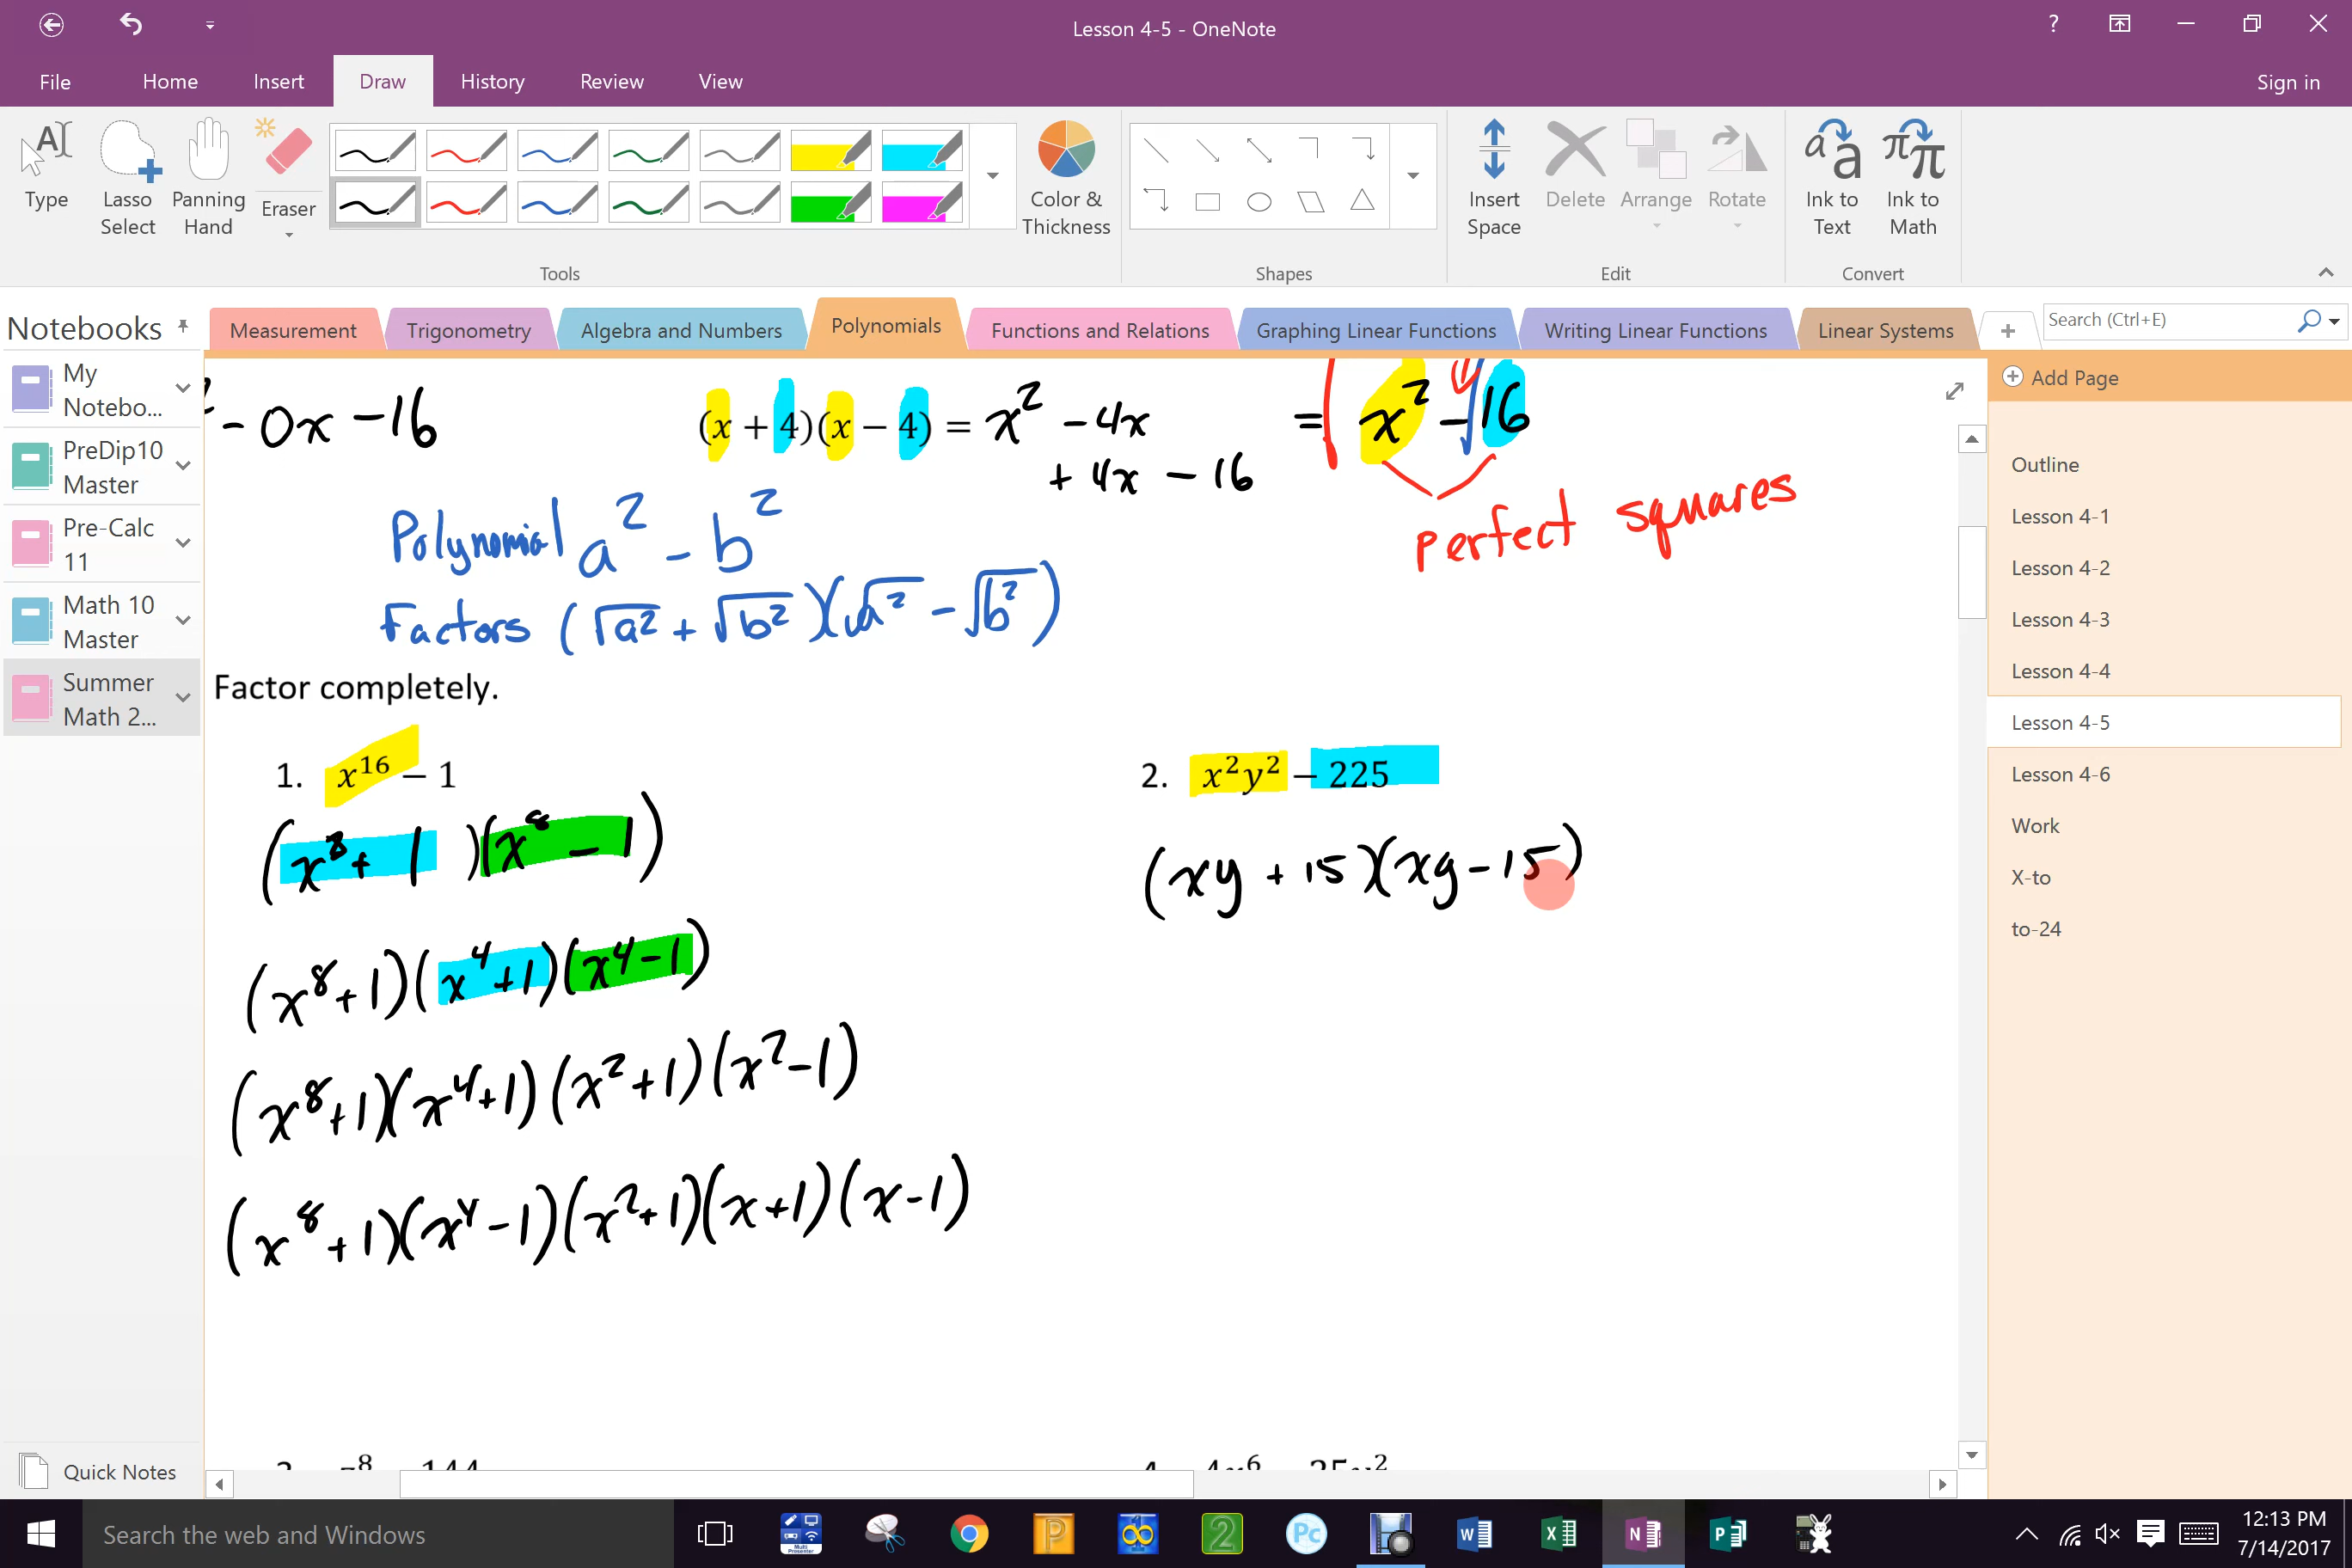 Lesson 4-5 - OneNote
File Home Insert Draw History Review View Sign in
Type Lasso Select Panning Hand Eraser Color & Thickness Insert Space Delete Arrange Rotate Ink to Text Ink to Math
Tools Shapes Edit Convert
Notebooks
Measurement Trigonometry Algebra and Numbers Polynomials Functions and Relations Graphing Linear Functions Writing Linear Functions Linear Systems + Search (Ctrl+E)
My Notebo...
PreDip10 Master
Pre-Calc 11
Math 10 Master
Summer Math 2...
Quick Notes
- 0x - 16
(x + 4)(x − 4) = x² - 4x = x² - 16
+ 4x - 16
perfect squares
Polynomial a² - b²
Factors (√a² + √b²)(√a² - √b²)
Factor completely.
1. x¹⁶ − 1
(x⁸ + 1)(x⁸ - 1)
(x⁸+1)(x⁴+1)(x⁴-1)
(x⁸+1)(x⁴+1)(x²+1)(x²-1)
(x⁸+1)(x⁴-1)(x²+1)(x+1)(x-1)
2. x²y² − 225
(xy + 15)(xy - 15)
Add Page
Outline
Lesson 4-1
Lesson 4-2
Lesson 4-3
Lesson 4-4
Lesson 4-5
Lesson 4-6
Work
X-to
to-24
Search the web and Windows
12:13 PM
7/14/2017